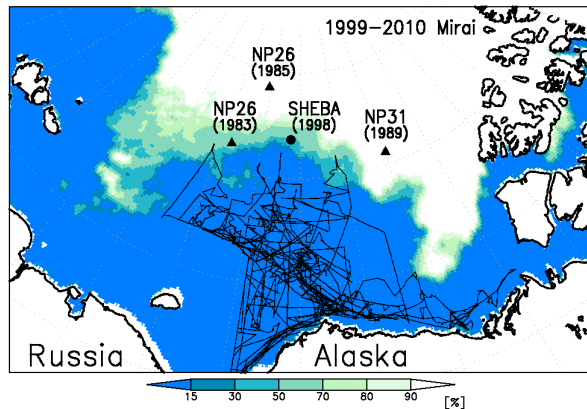 1999-2010 Mirai
NP26
(1985)
NP26
(1983)
SHEBA
(1998)
NP31
(1989)
Russia
Alaska
15 30 50 70 80 90
[%]